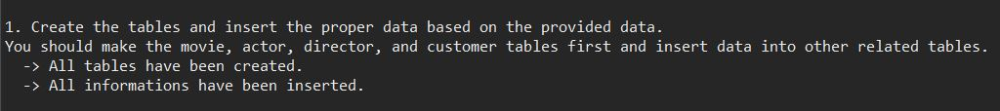 1. Create the tables and insert the proper data based on the provided data.
You should make the movie, actor, director, and customer tables first and insert data into other related tables.
-> All tables have been created.
-> All informations have been inserted.